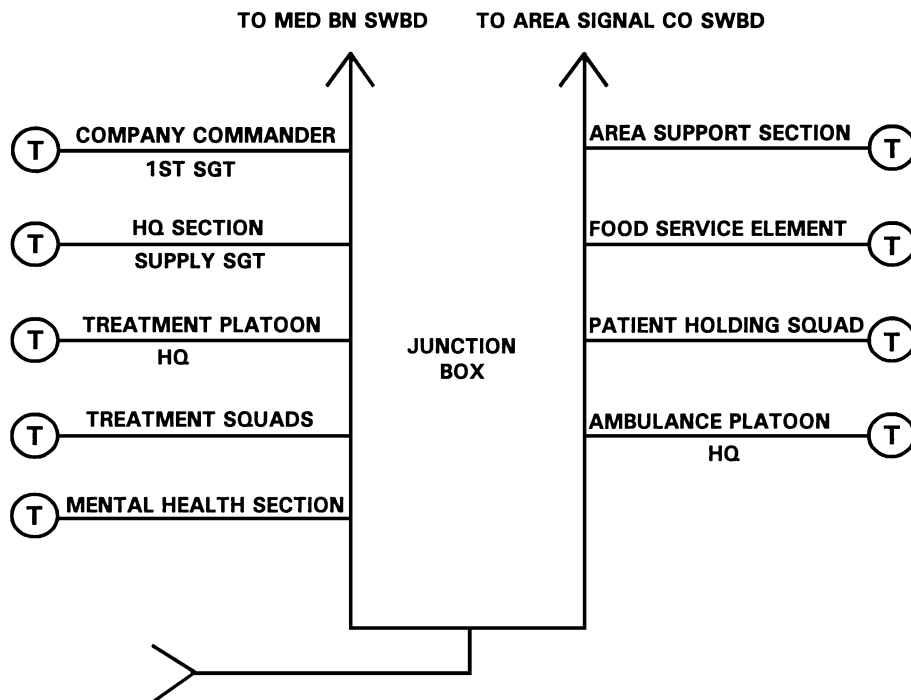 TO MED BN SWBD
TO AREA SIGNAL CO SWBD
T
COMPANY COMMANDER
1ST SGT
AREA SUPPORT SECTION
T
T
HQ SECTION
SUPPLY SGT
FOOD SERVICE ELEMENT
T
T
TREATMENT PLATOON
HQ
JUNCTION
BOX
PATIENT HOLDING SQUAD
T
T
TREATMENT SQUADS
AMBULANCE PLATOON
HQ
T
T
MENTAL HEALTH SECTION